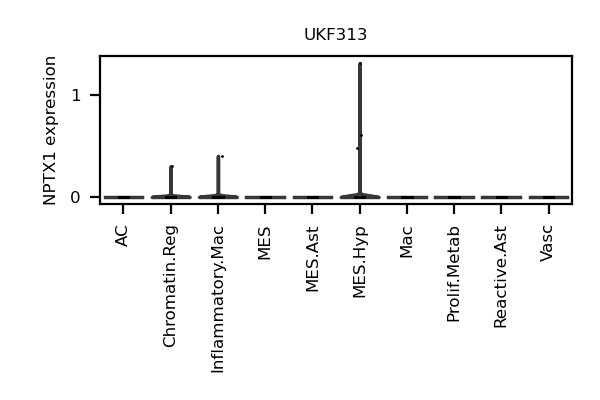 UKF313
NPTX1 expression
1
0
AC
Chromatin.Reg
Inflammatory.Mac
MES
MES.Ast
MES.Hyp
Mac
Prolif.Metab
Reactive.Ast
Vasc